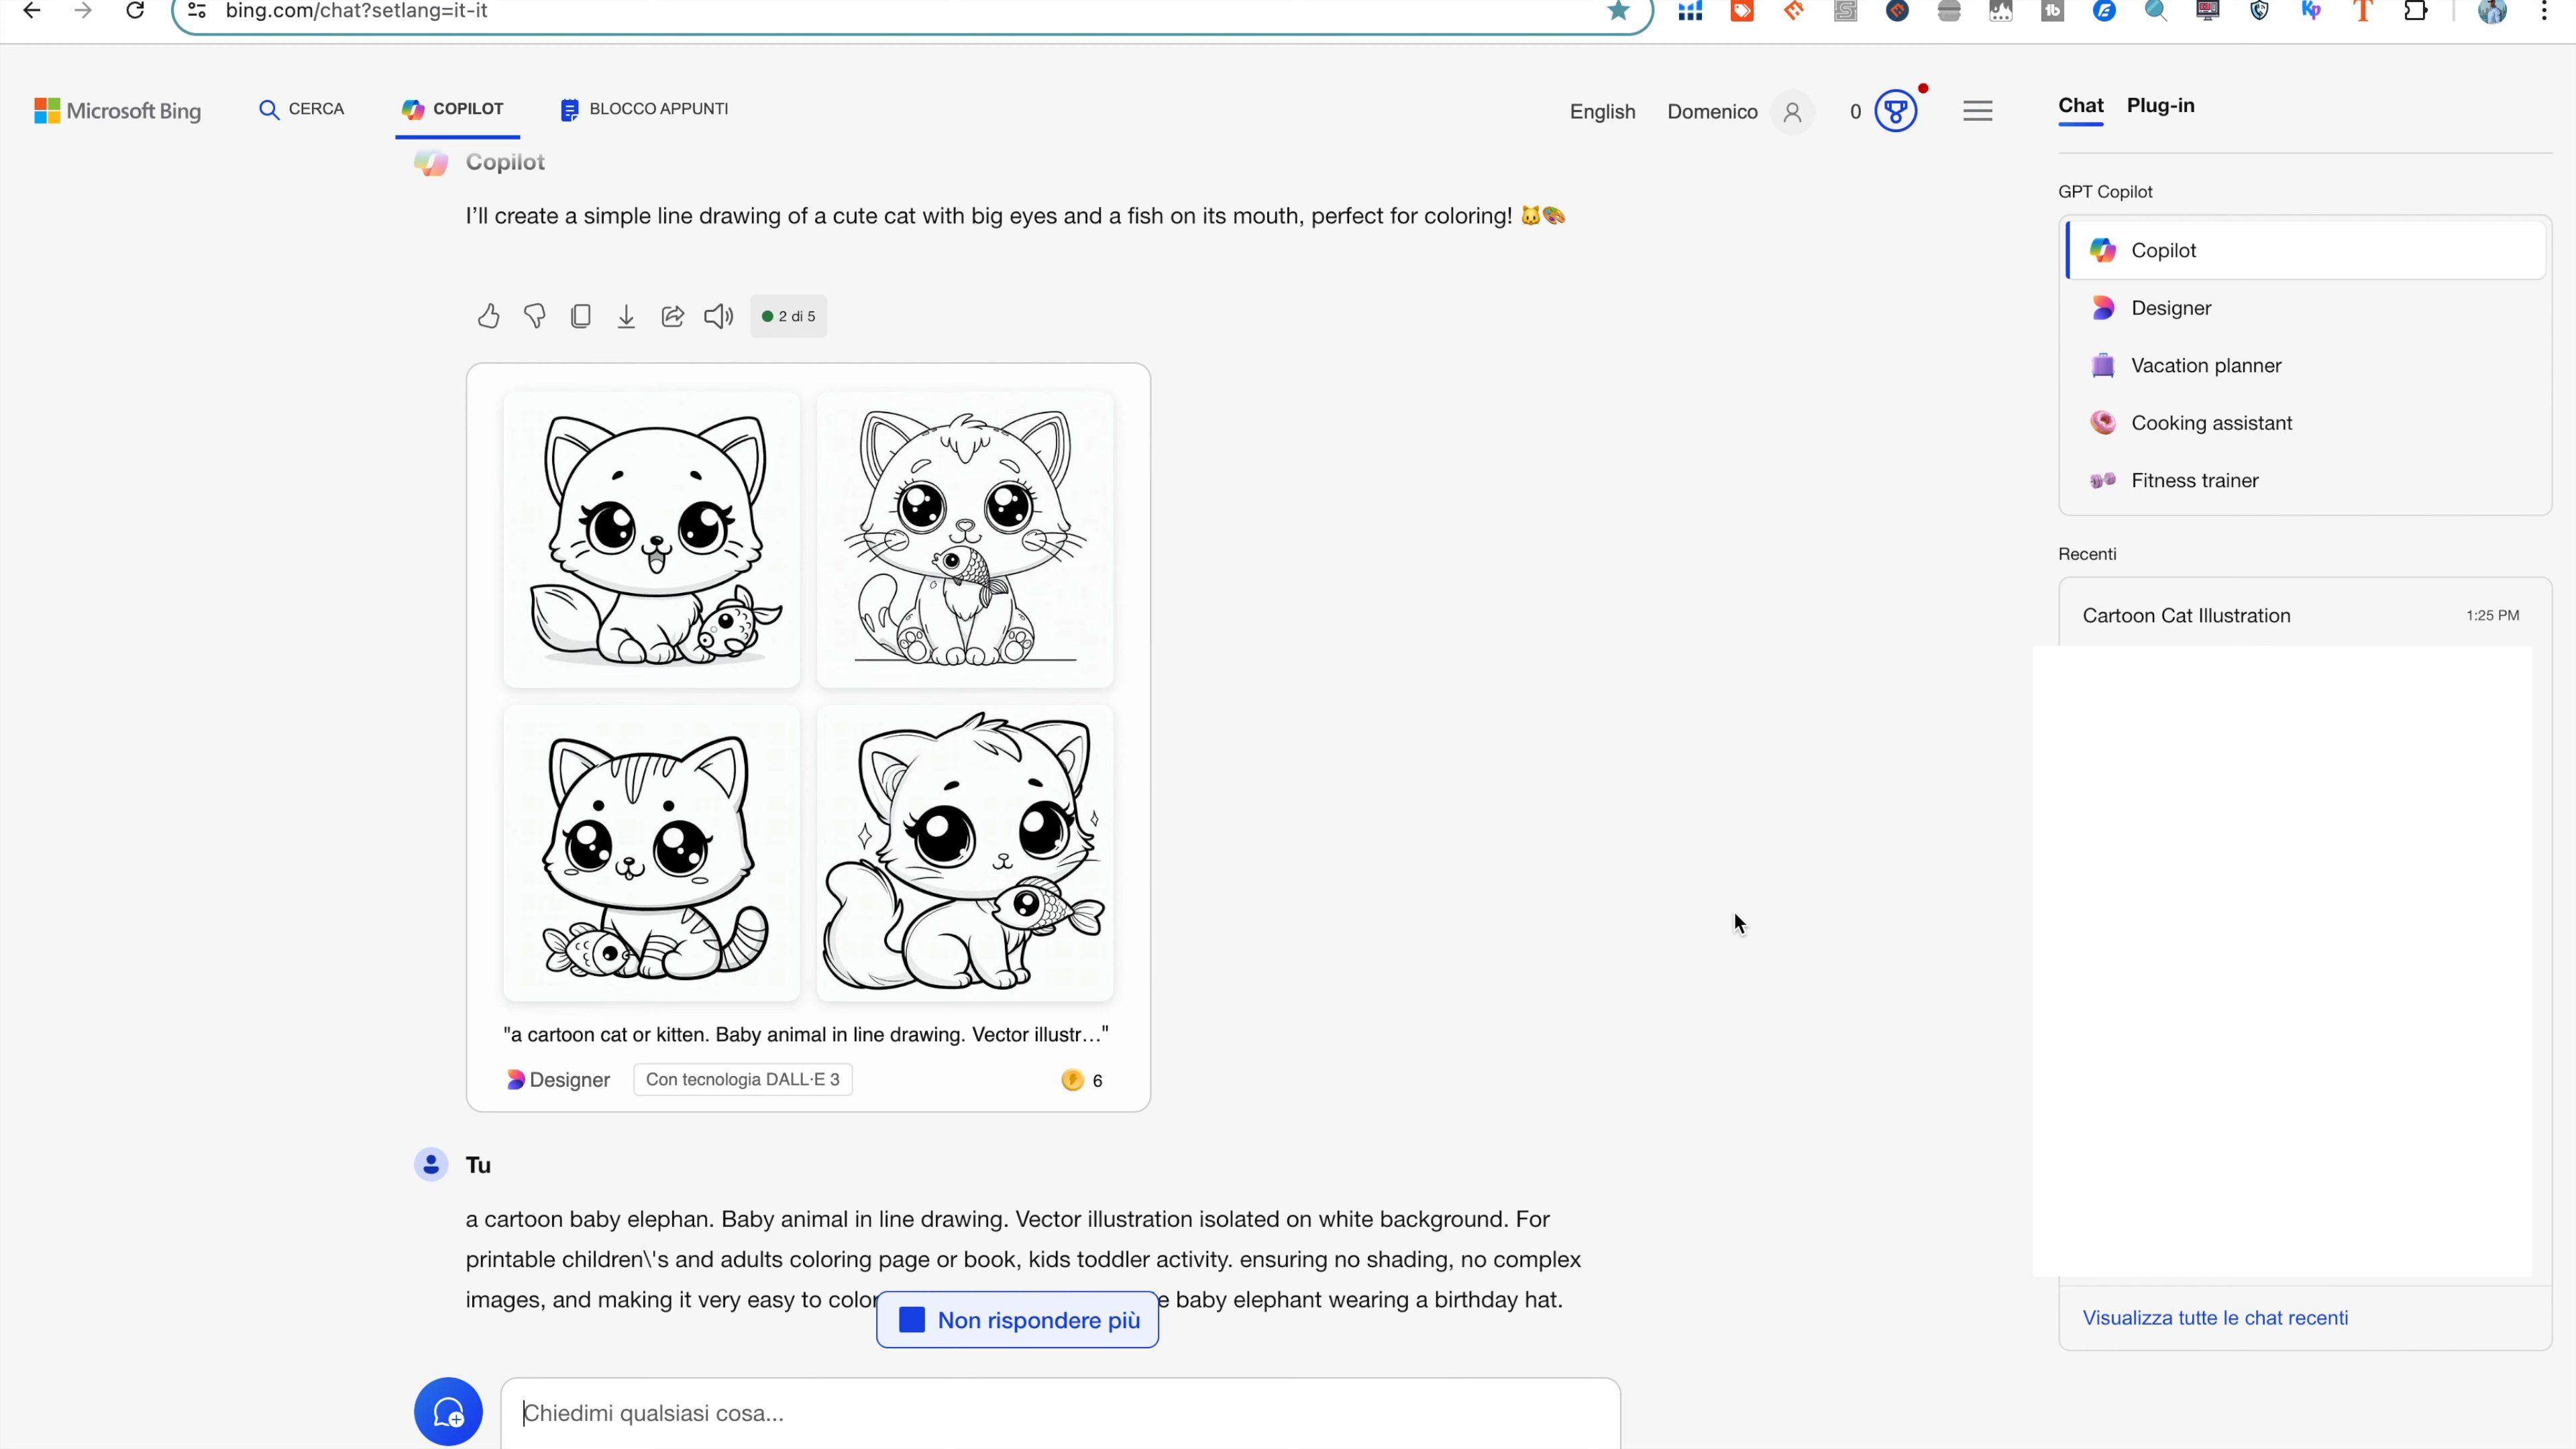 bing.com/chat?setlang=it-it
Microsoft Bing
CERCA
COPILOT
BLOCCO APPUNTI
English
Domenico
0
Chat
Plug-in
Copilot
I'll create a simple line drawing of a cute cat with big eyes and a fish on its mouth, perfect for coloring! 🐱🎨
2 di 5
"a cartoon cat or kitten. Baby animal in line drawing. Vector illustr..."
Designer
Con tecnologia DALL·E 3
6
Tu
a cartoon baby elephan. Baby animal in line drawing. Vector illustration isolated on white background. For
printable children\'s and adults coloring page or book, kids toddler activity. ensuring no shading, no complex
images, and making it very easy to color e baby elephant wearing a birthday hat.
Non rispondere più
Chiedimi qualsiasi cosa...
GPT Copilot
Copilot
Designer
Vacation planner
Cooking assistant
Fitness trainer
Recenti
Cartoon Cat Illustration
1:25 PM
Visualizza tutte le chat recenti